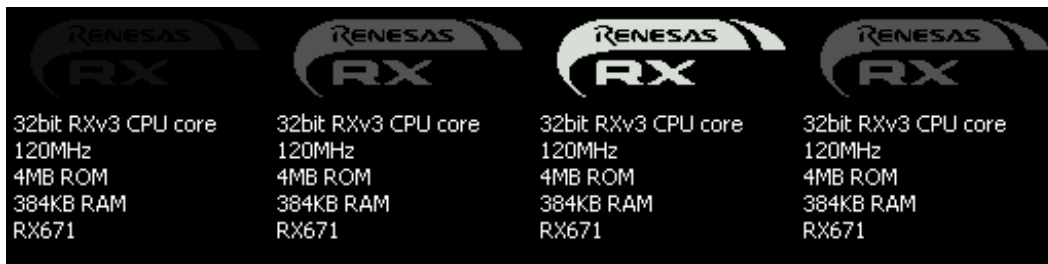 RENESAS RENESAS RENESAS RENESAS
RX RX RX RX
32bit RXv3 CPU core 32bit RXv3 CPU core 32bit RXv3 CPU core 32bit RXv3 CPU core
120MHz 120MHz 120MHz 120MHz
4MB ROM 4MB ROM 4MB ROM 4MB ROM
384KB RAM 384KB RAM 384KB RAM 384KB RAM
RX671 RX671 RX671 RX671